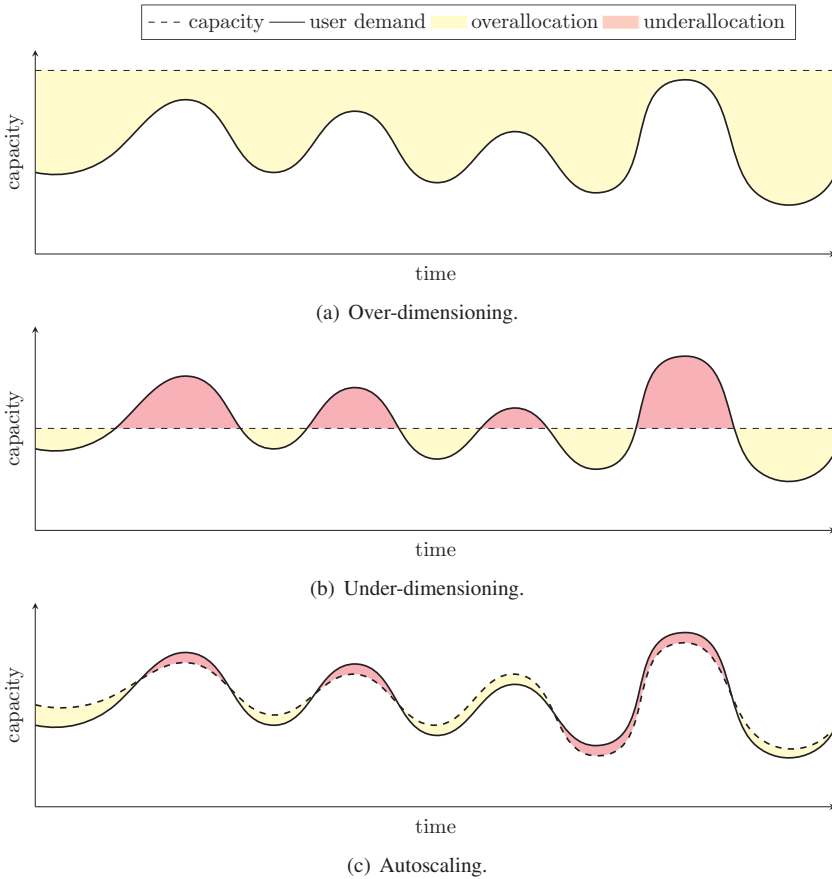 capacity user demand overallocation underallocation
capacity
time
(a) Over-dimensioning.
capacity
time
(b) Under-dimensioning.
capacity
time
(c) Autoscaling.